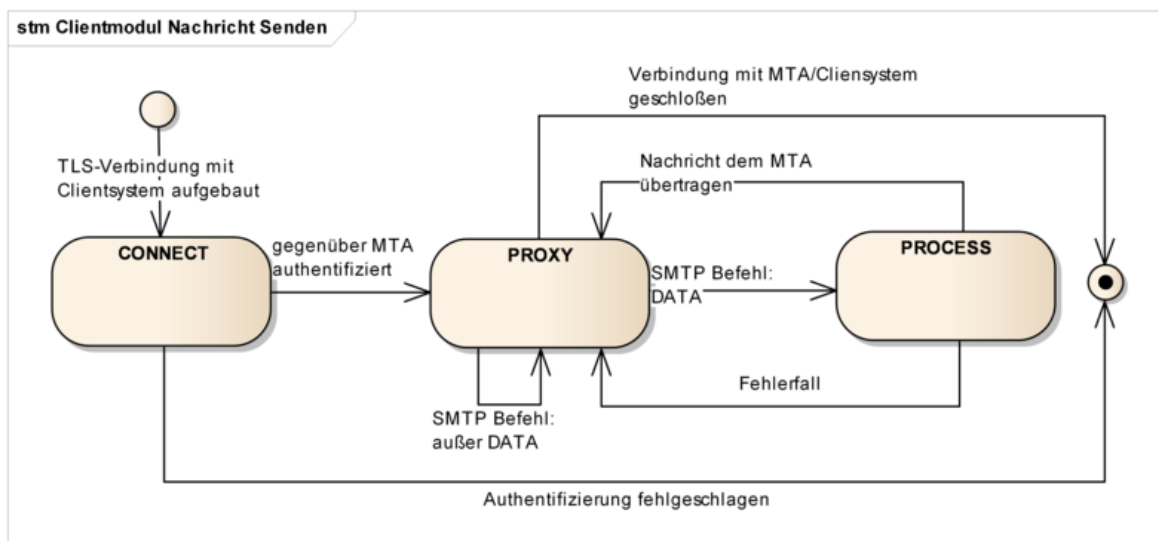 stm Clientmodul Nachricht Senden
Verbindung mit MTA/Cliensystem
geschloßen
TLS-Verbindung mit
Clientsystem aufgebaut
Nachricht dem MTA
übertragen
CONNECT
gegenüber MTA
authentifiziert
PROXY
SMTP Befehl:
DATA
PROCESS
Fehlerfall
SMTP Befehl:
außer DATA
Authentifizierung fehlgeschlagen